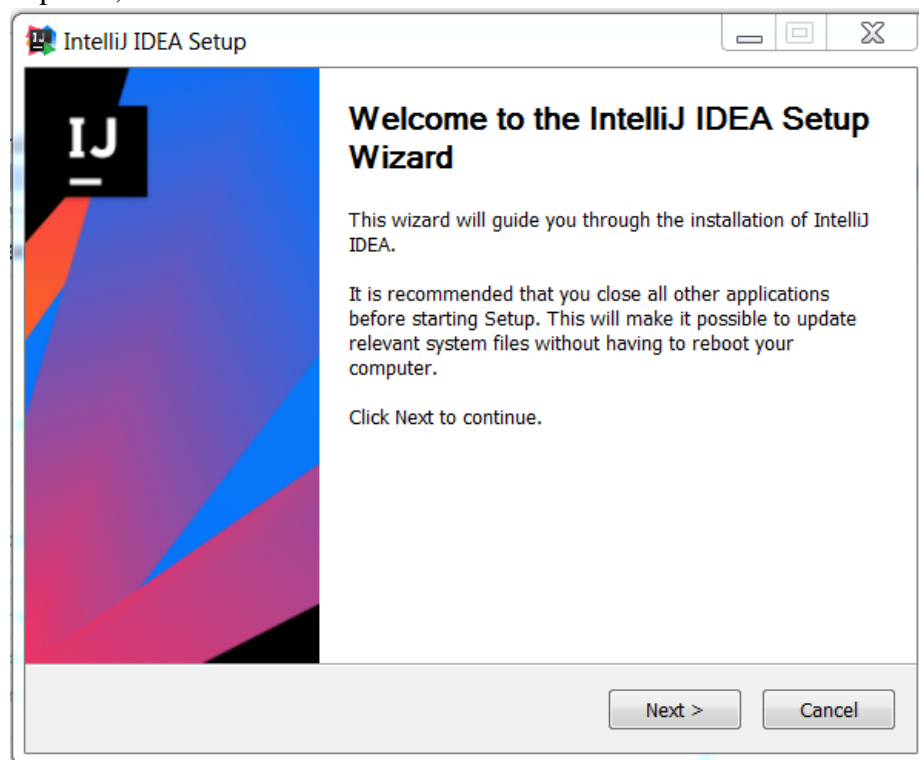 IntelliJ IDEA Setup
IJ
Welcome to the IntelliJ IDEA Setup
Wizard
This wizard will guide you through the installation of IntelliJ
IDEA.
It is recommended that you close all other applications
before starting Setup. This will make it possible to update
relevant system files without having to reboot your
computer.
Click Next to continue.
Next >
Cancel